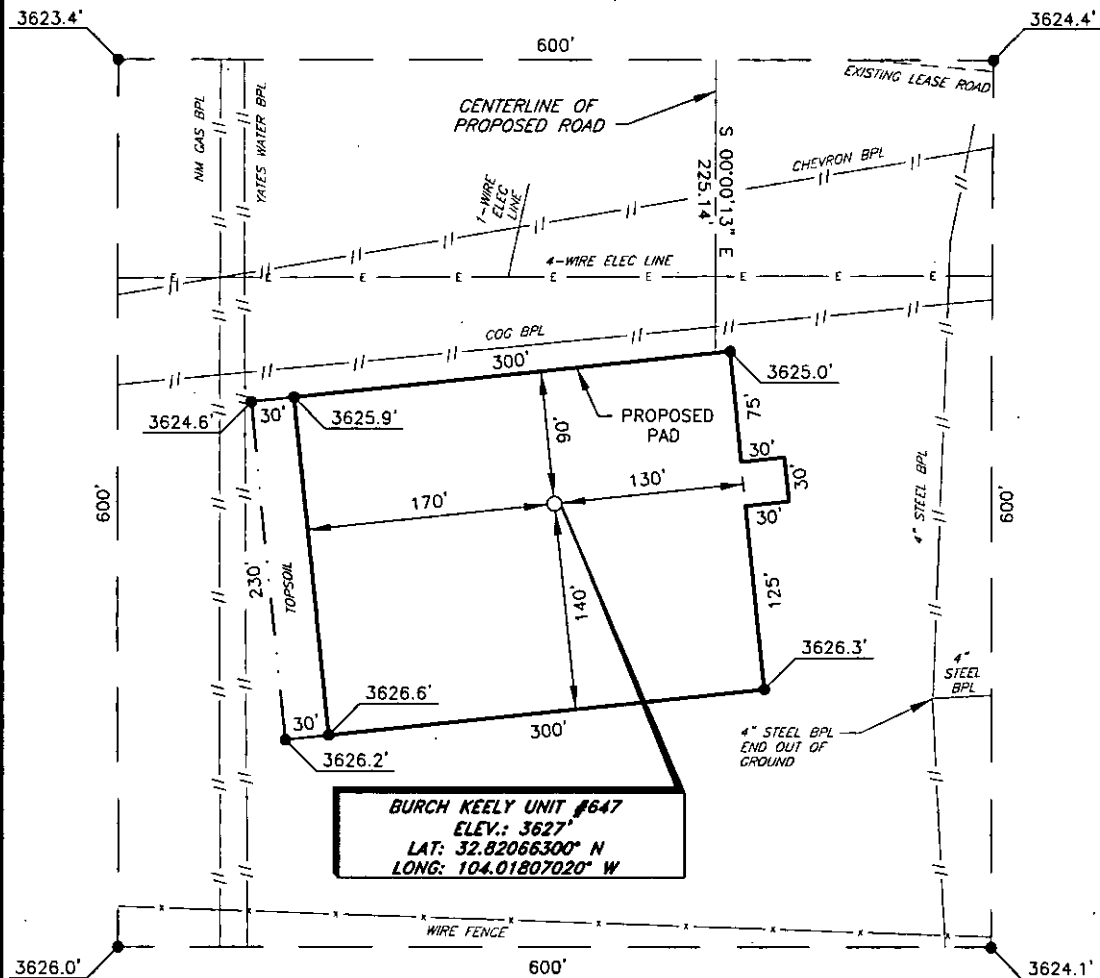 3623.4'
3624.4'
600'
EXISTING LEASE ROAD
NM GAS BPL
YATES WATER BPL
CENTERLINE OF
PROPOSED ROAD
S 00°00'13" E
225.14'
CHEVRON BPL
1-WIRE
ELEC
LINE
4-WIRE ELEC LINE
E E E E E E E E E
COG BPL
300'
3625.0'
3624.6'
30'
3625.9'
PROPOSED
PAD
75'
90'
30'
30'
600'
170'
130'
30'
4" STEEL BPL
600'
230'
TOPSOIL
140'
125'
3626.3'
4"
STEEL
BPL
3626.6'
30'
300'
3626.2'
4" STEEL BPL
END OUT OF
GROUND
BURCH KEELY UNIT #647
ELEV.: 3627'
LAT: 32.82066300° N
LONG: 104.01807020° W
WIRE FENCE
3626.0'
600'
3624.1'